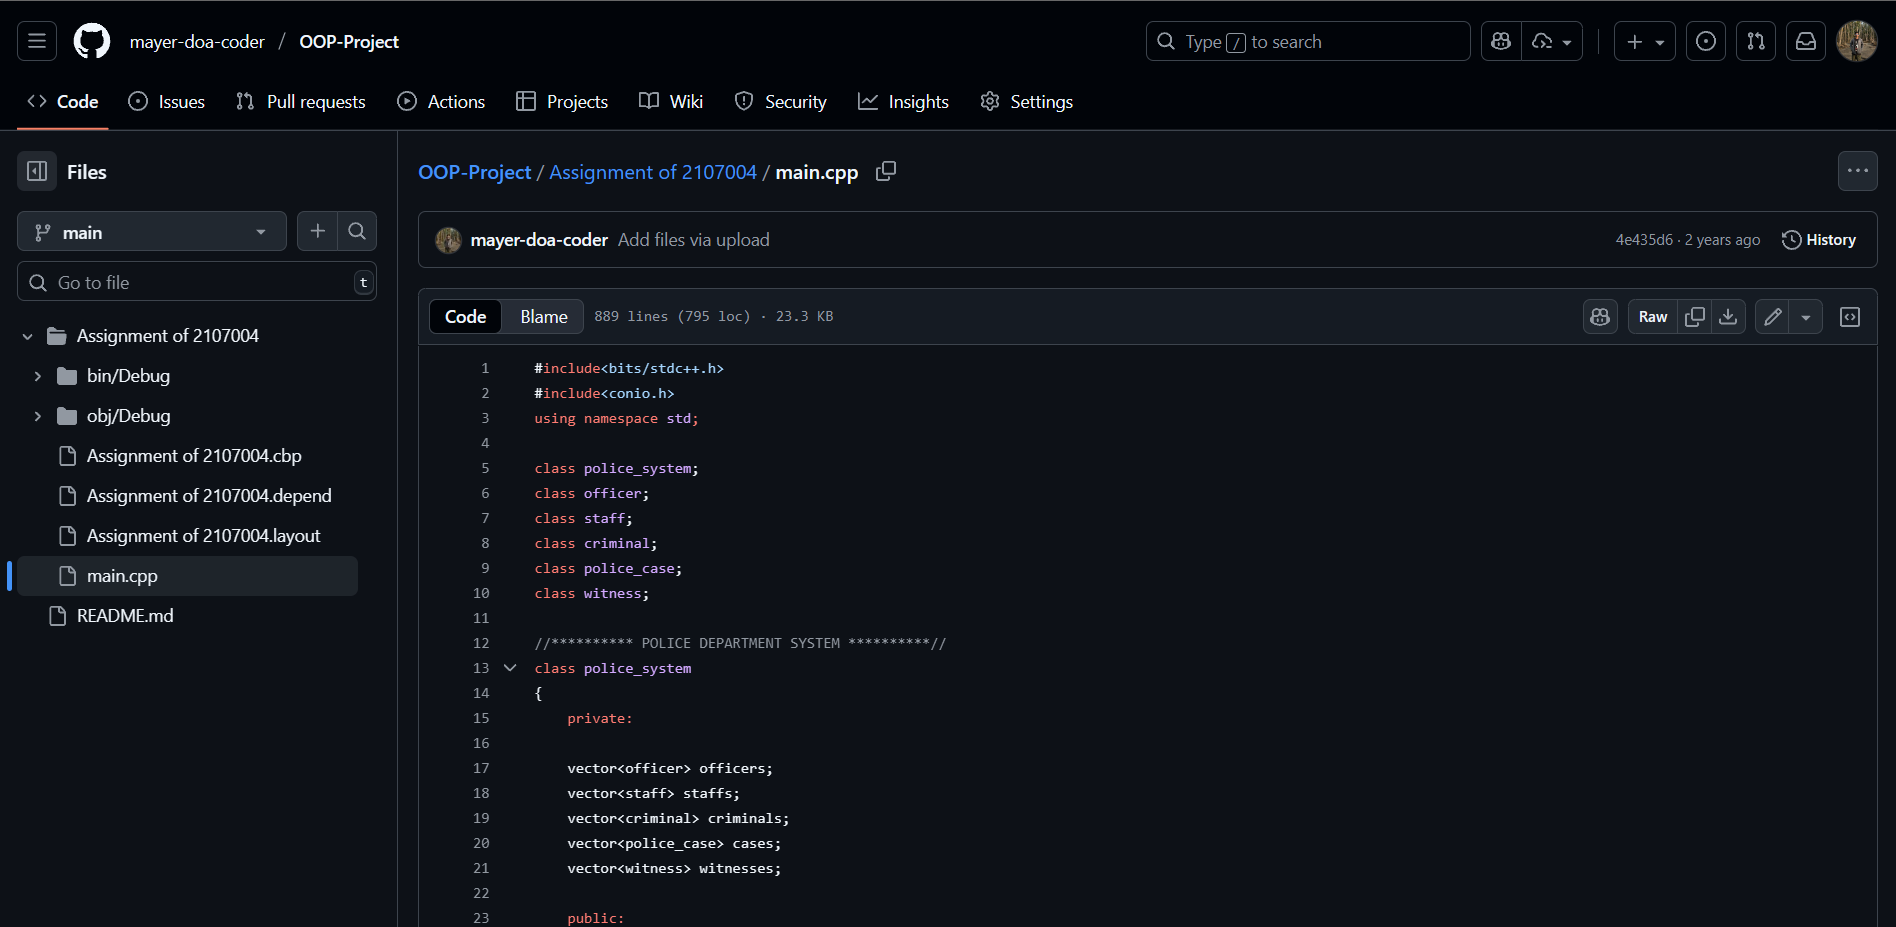 mayer-doa-coder / OOP-Project
Type / to search
Code
Issues
Pull requests
Actions
Projects
Wiki
Security
Insights
Settings
Files
main
Go to file
t
Assignment of 2107004
bin/Debug
obj/Debug
Assignment of 2107004.cbp
Assignment of 2107004.depend
Assignment of 2107004.layout
main.cpp
README.md
OOP-Project / Assignment of 2107004 / main.cpp
mayer-doa-coder Add files via upload
4e435d6 · 2 years ago
History
Code
Blame
889 lines (795 loc) · 23.3 KB
Raw
1 #include<bits/stdc++.h>
2 #include<conio.h>
3 using namespace std;
4
5 class police_system;
6 class officer;
7 class staff;
8 class criminal;
9 class police_case;
10 class witness;
11
12 //********** POLICE DEPARTMENT SYSTEM **********//
13 class police_system
14 {
15     private:
16
17     vector<officer> officers;
18     vector<staff> staffs;
19     vector<criminal> criminals;
20     vector<police_case> cases;
21     vector<witness> witnesses;
22
23     public: